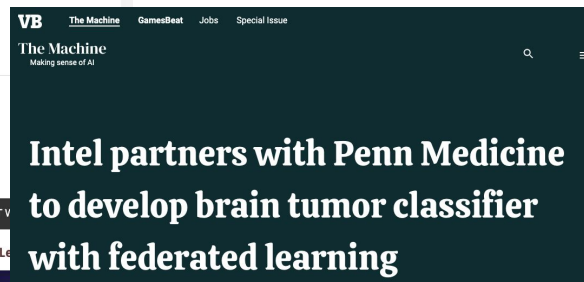 VB The Machine GamesBeat Jobs Special Issue
The Machine
Making sense of AI
Intel partners with Penn Medicine
to develop brain tumor classifier
with federated learning